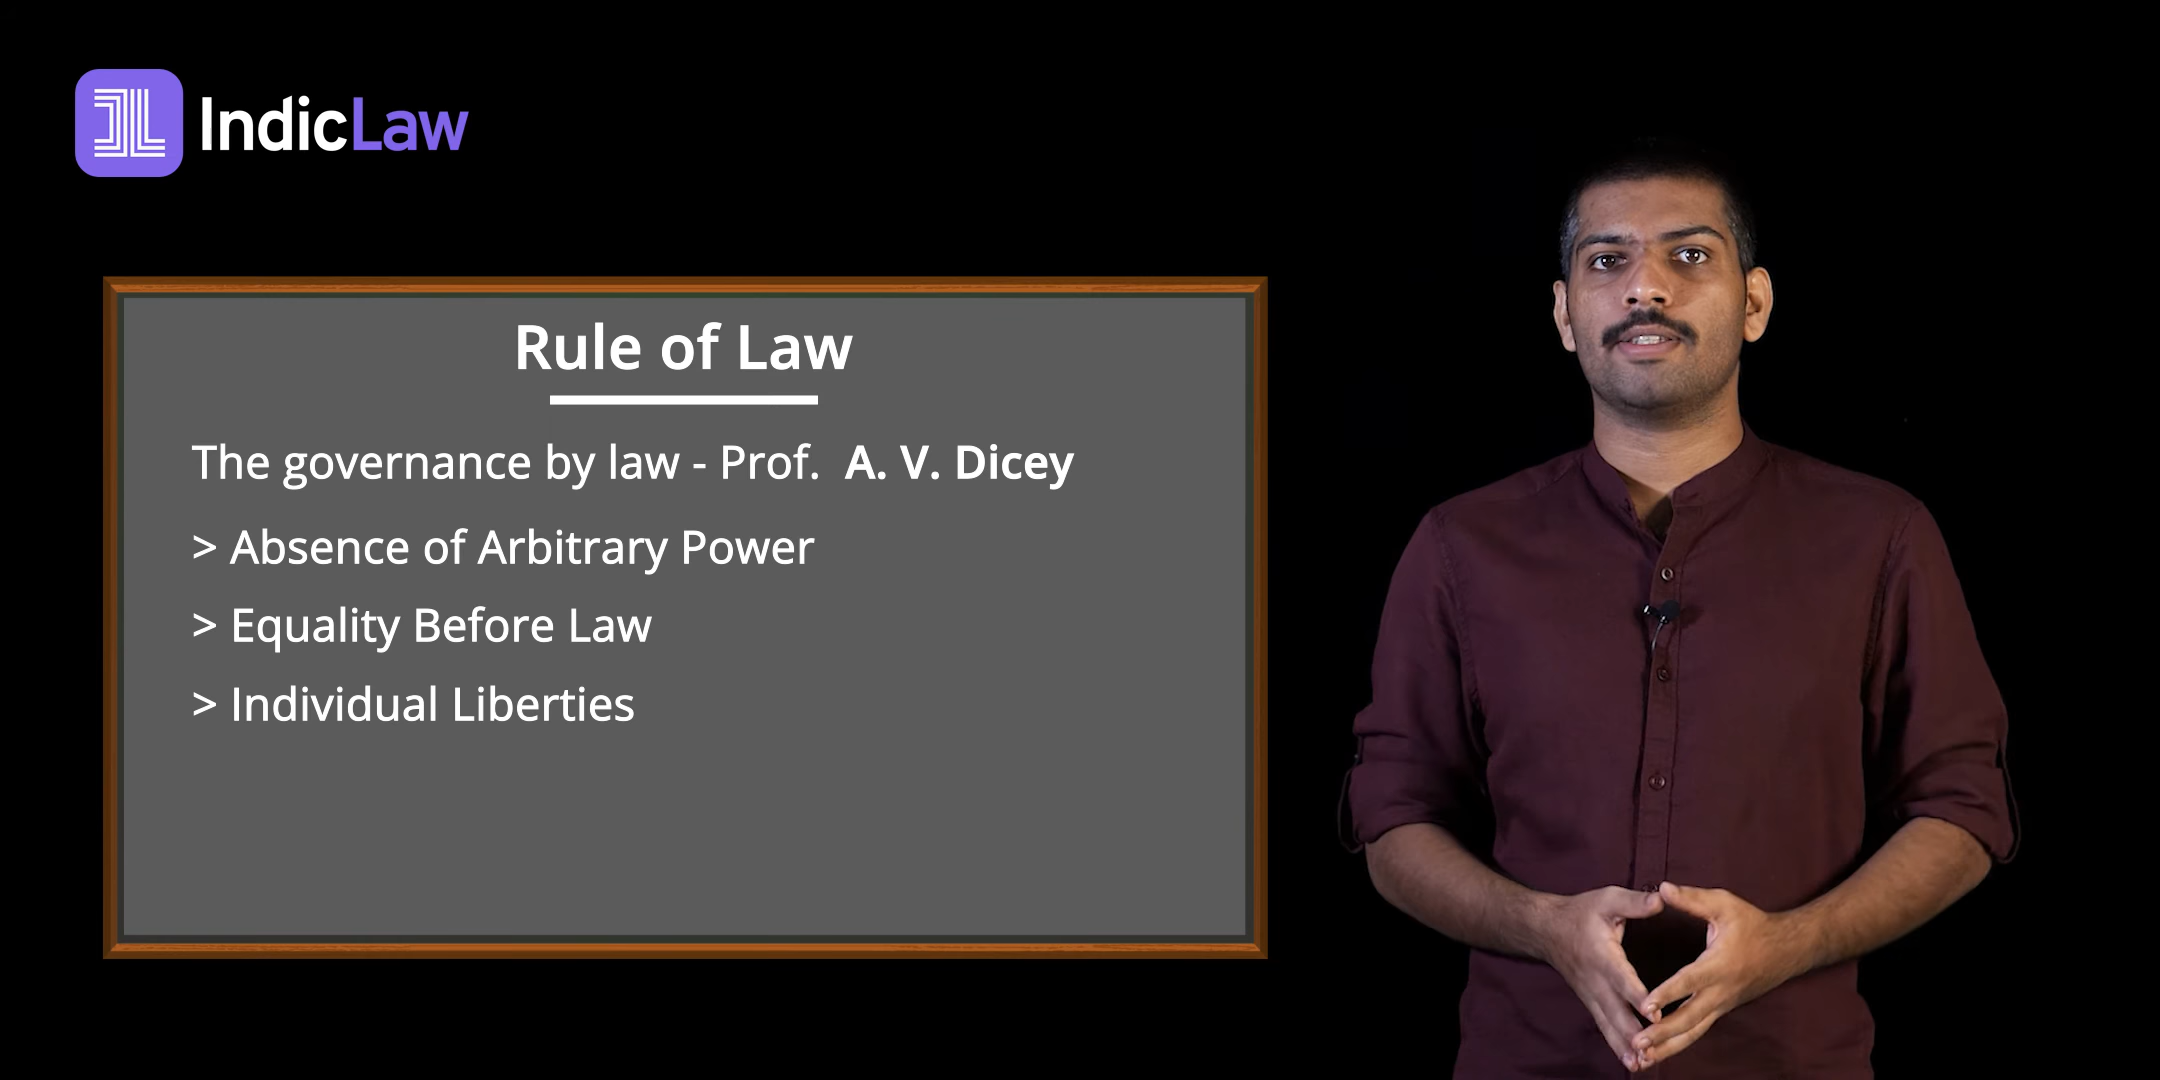 IndicLaw
Rule of Law
The governance by law - Prof. A. V. Dicey
> Absence of Arbitrary Power
> Equality Before Law
> Individual Liberties